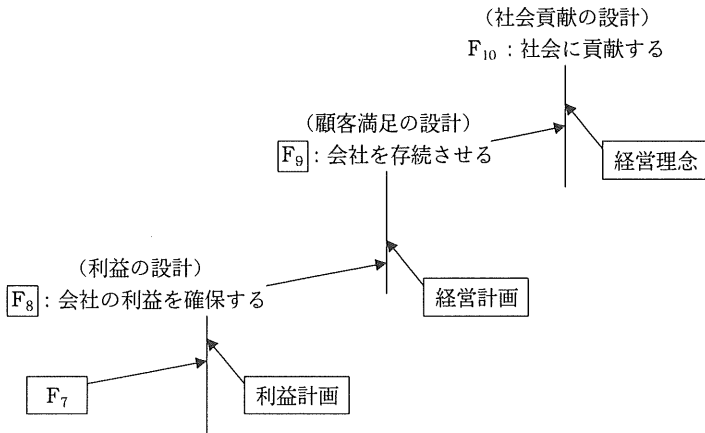 (社会貢献の設計)
F₁₀：社会に貢献する
(顧客満足の設計)
F₉：会社を存続させる
経営理念
(利益の設計)
F₈：会社の利益を確保する
経営計画
F₇
利益計画